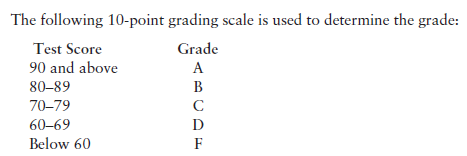 The following 10-point grading scale is used to determine the grade:
Test Score Grade
90 and above A
80–89 B
70–79 C
60–69 D
Below 60 F